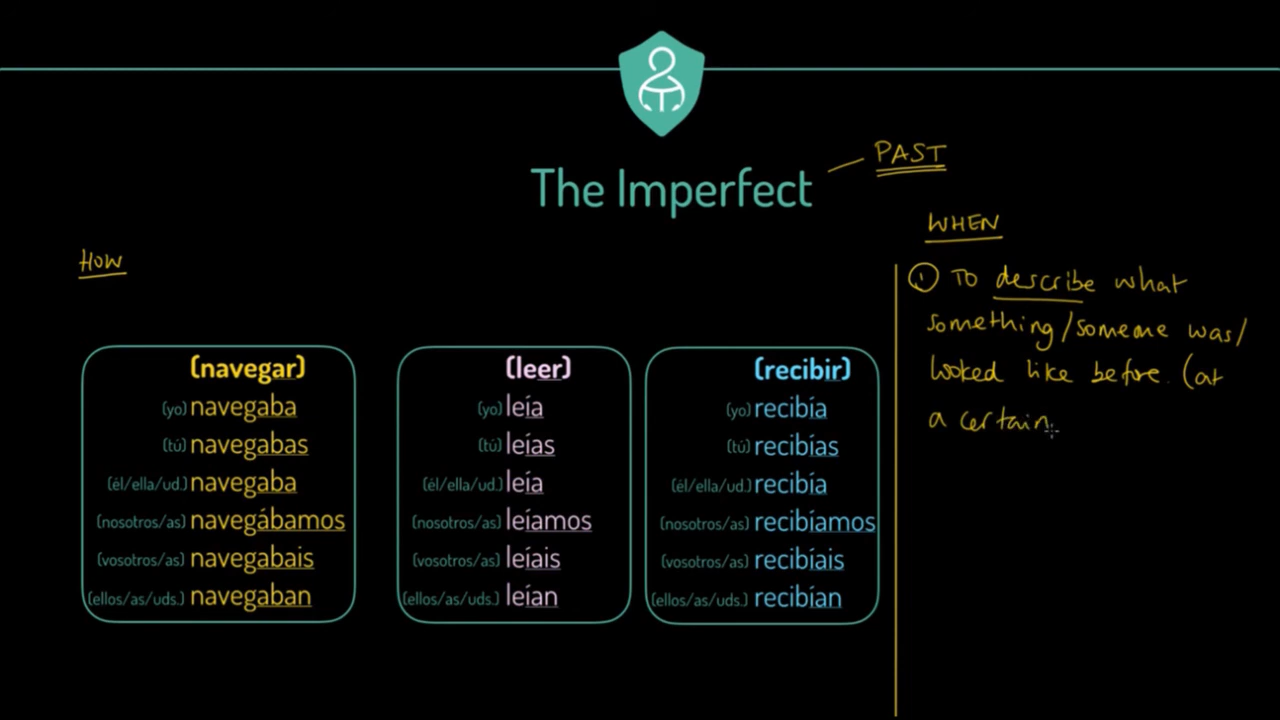 The Imperfect
PAST
WHEN
HOW
① To describe what
something/someone was/
looked like before. (at
a certain
(navegar)
(yo) navegaba
(tú) navegabas
(él/ella/ud.) navegaba
(nosotros/as) navegábamos
(vosotros/as) navegabais
(ellos/as/uds.) navegaban
(leer)
(yo) leía
(tú) leías
(él/ella/ud.) leía
(nosotros/as) leíamos
(vosotros/as) leíais
(ellos/as/uds.) leían
(recibir)
(yo) recibía
(tú) recibías
(él/ella/ud.) recibía
(nosotros/as) recibíamos
(vosotros/as) recibíais
(ellos/as/uds.) recibían